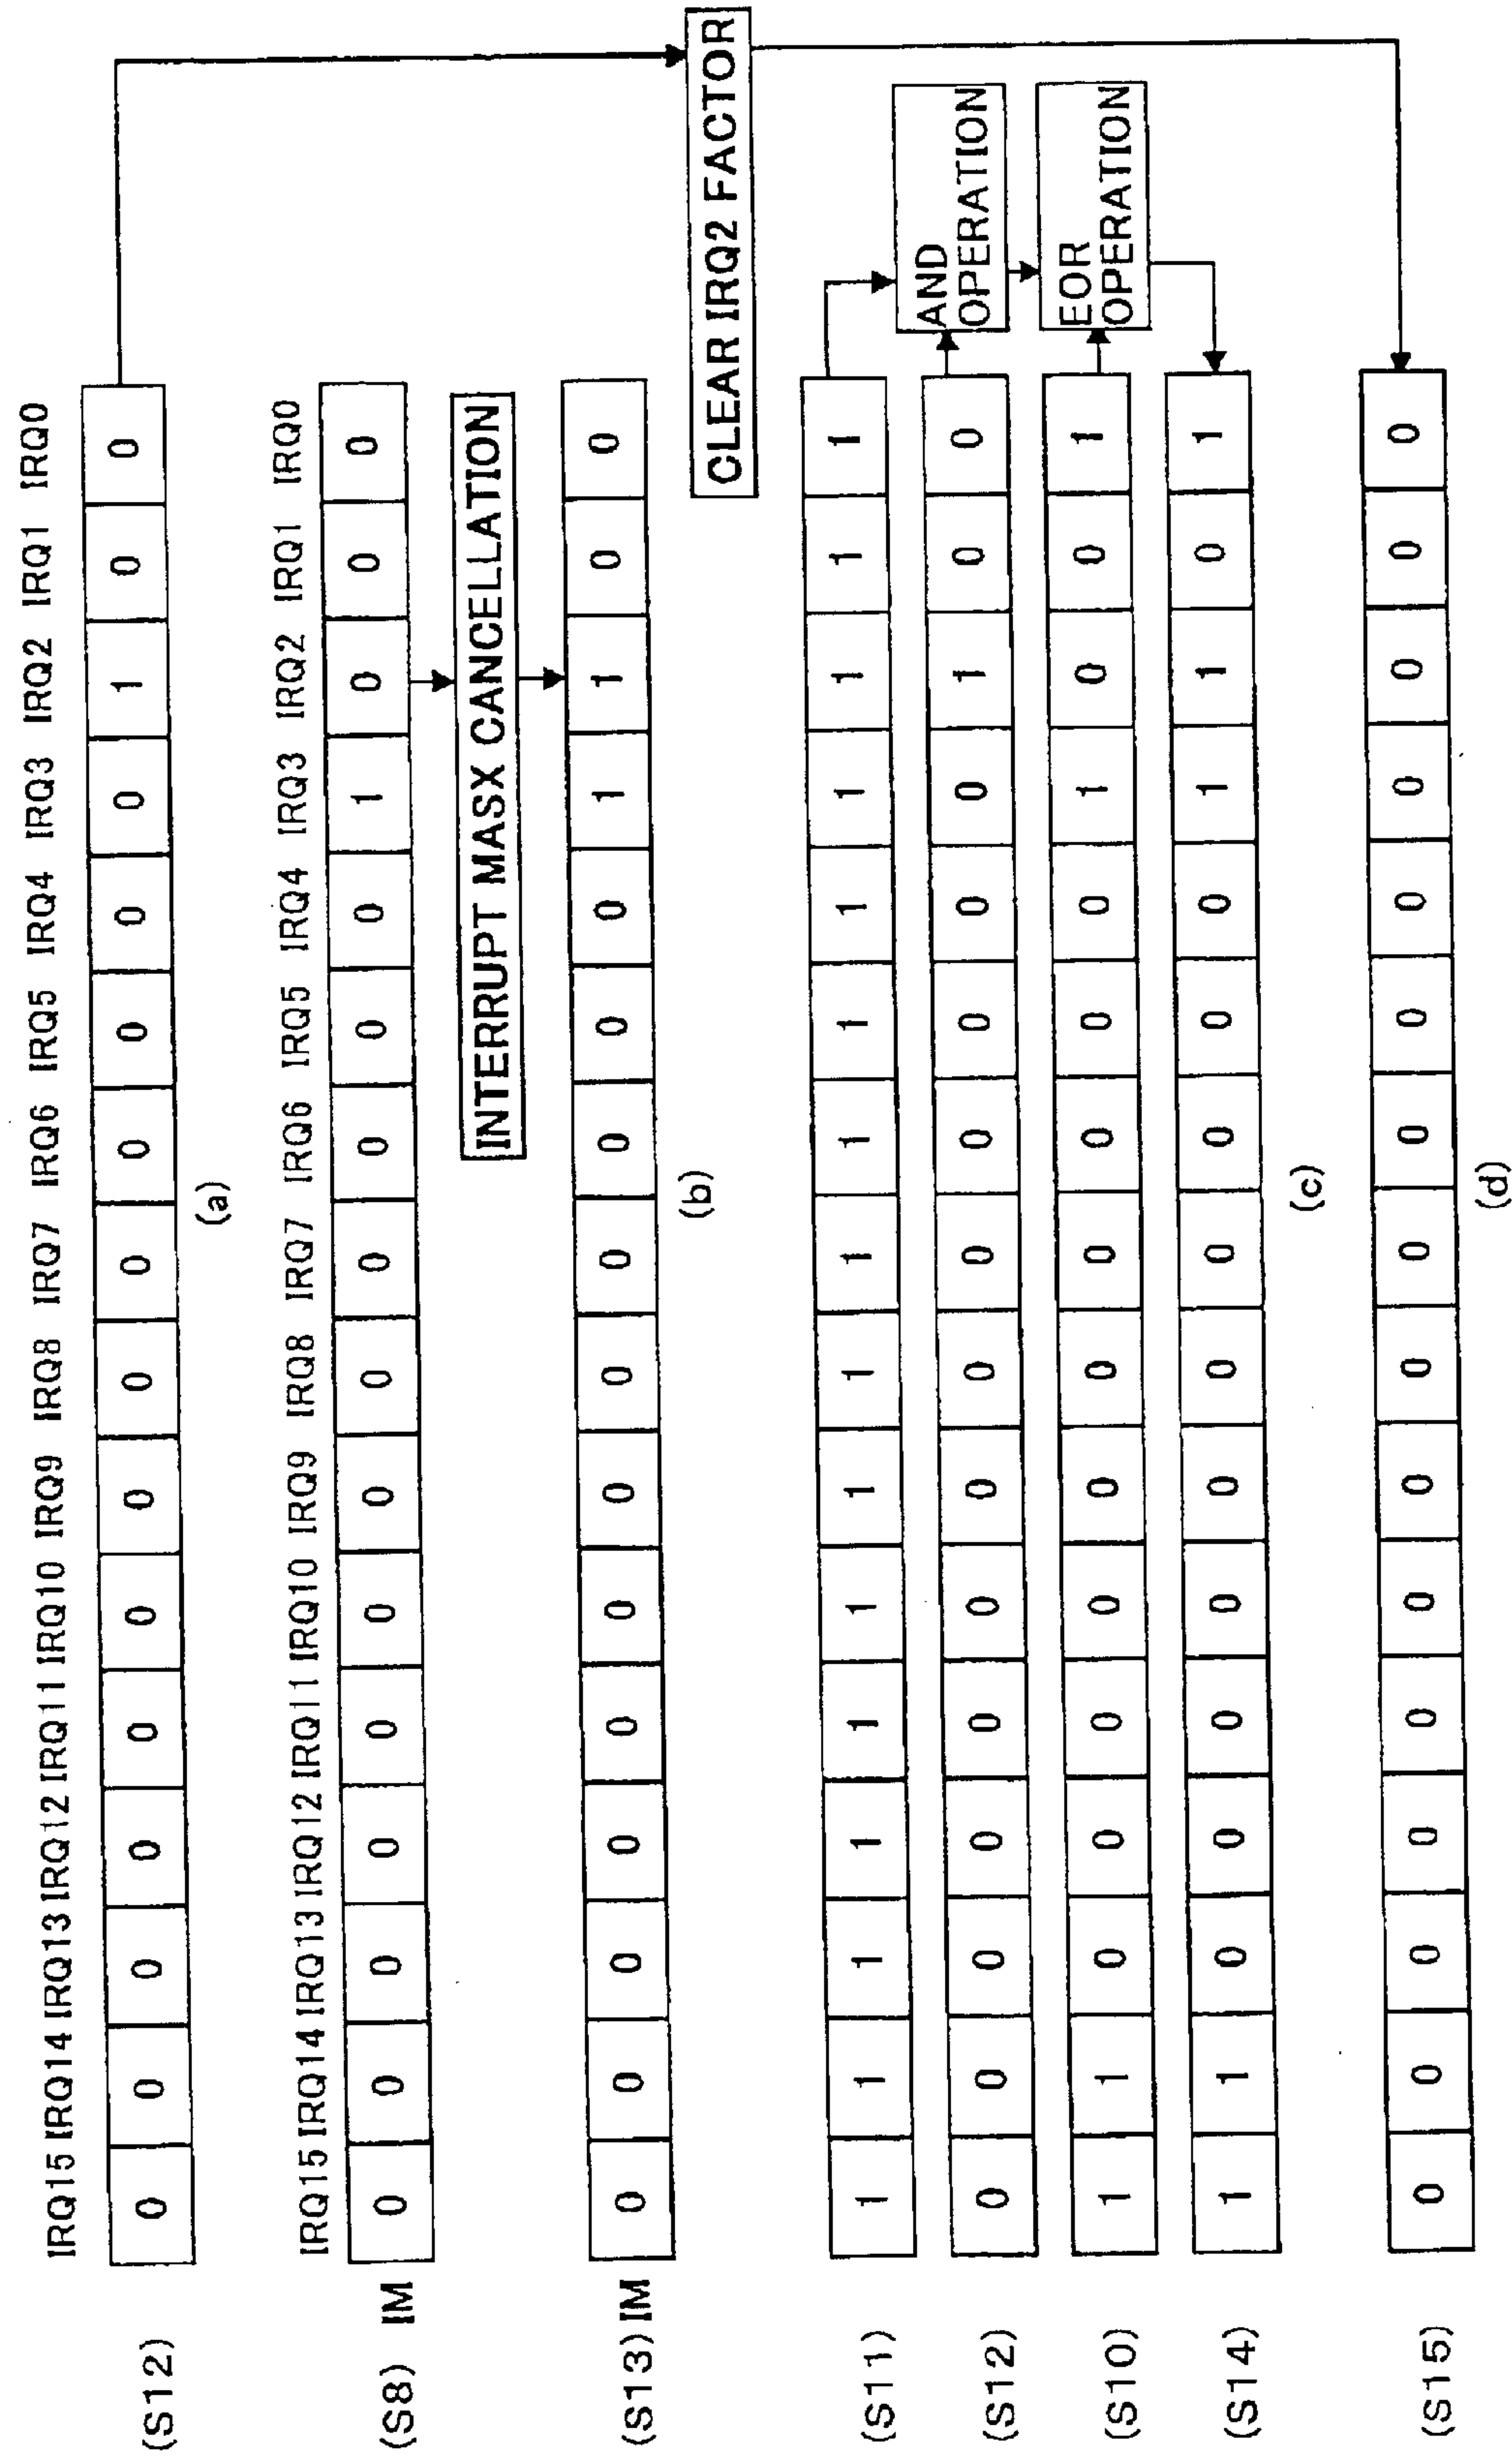 IRQ15 IRQ14 IRQ13 IRQ12 IRQ11 IRQ10 IRQ9 IRQ8 IRQ7 IRQ6 IRQ5 IRQ4 IRQ3 IRQ2 IRQ1 IRQ0
(S12) 0 0 0 0 0 0 0 0 0 0 0 0 0 1 0 0
(a)
IRQ15 IRQ14 IRQ13 IRQ12 IRQ11 IRQ10 IRQ9 IRQ8 IRQ7 IRQ6 IRQ5 IRQ4 IRQ3 IRQ2 IRQ1 IRQ0
(S8) IM 0 0 0 0 0 0 0 0 0 0 0 0 1 0 0 0
INTERRUPT MASX CANCELLATION
(S13) IM 0 0 0 0 0 0 0 0 0 0 0 0 1 1 0 0
(b)
CLEAR IRQ2 FACTOR
(S11) 1 1 1 1 1 1 1 1 1 1 1 1 1 1 1 1
AND
OPERATION
(S12) 0 0 0 0 0 0 0 0 0 0 0 0 0 1 0 0
(S10) 1 1 0 0 0 0 0 0 0 0 0 0 1 0 0 1
EOR
OPERATION
(S14) 1 1 0 0 0 0 0 0 0 0 0 0 1 1 0 1
(c)
(S15) 0 0 0 0 0 0 0 0 0 0 0 0 0 0 0 0
(d)